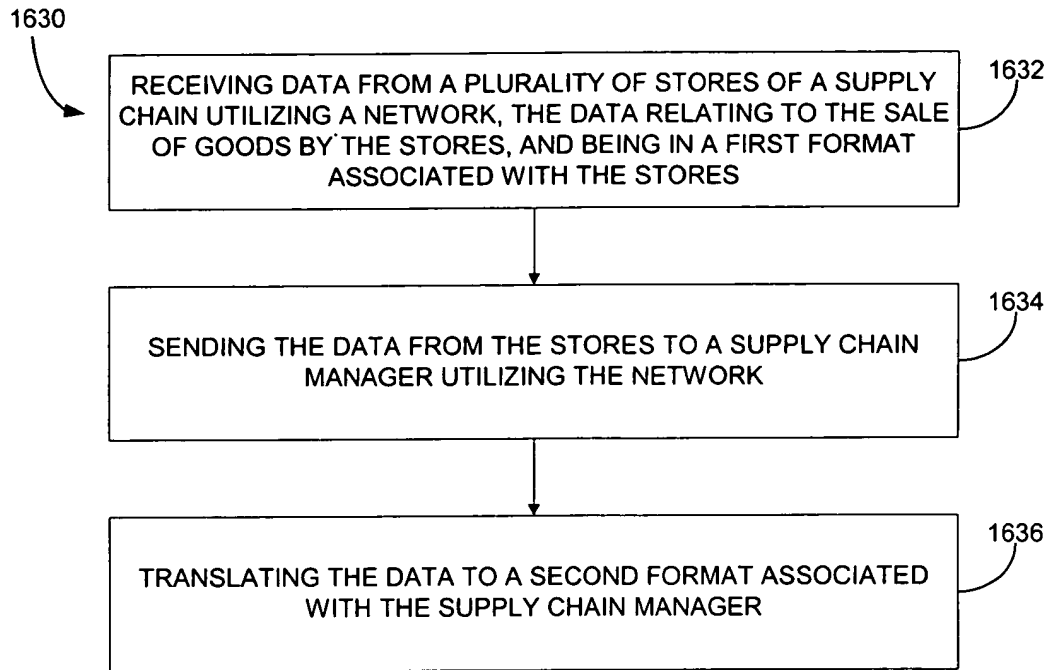 1630
RECEIVING DATA FROM A PLURALITY OF STORES OF A SUPPLY
CHAIN UTILIZING A NETWORK, THE DATA RELATING TO THE SALE
OF GOODS BY THE STORES, AND BEING IN A FIRST FORMAT
ASSOCIATED WITH THE STORES
1632
SENDING THE DATA FROM THE STORES TO A SUPPLY CHAIN
MANAGER UTILIZING THE NETWORK
1634
TRANSLATING THE DATA TO A SECOND FORMAT ASSOCIATED
WITH THE SUPPLY CHAIN MANAGER
1636